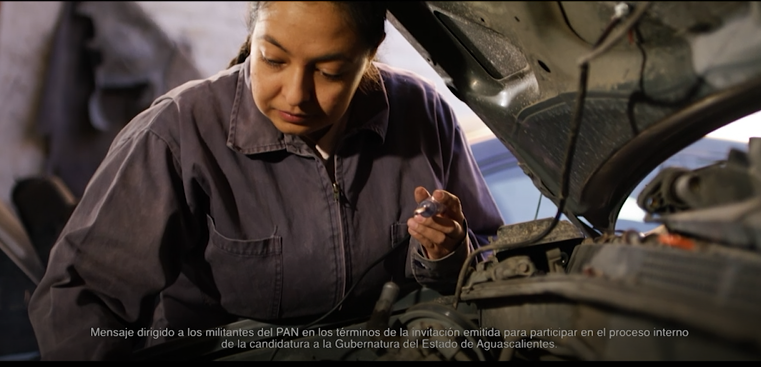 Mensaje dirigido a los militantes del PAN en los términos de la invitación emitida para participar en el proceso interno
de la candidatura a la Gubernatura del Estado de Aguascalientes.